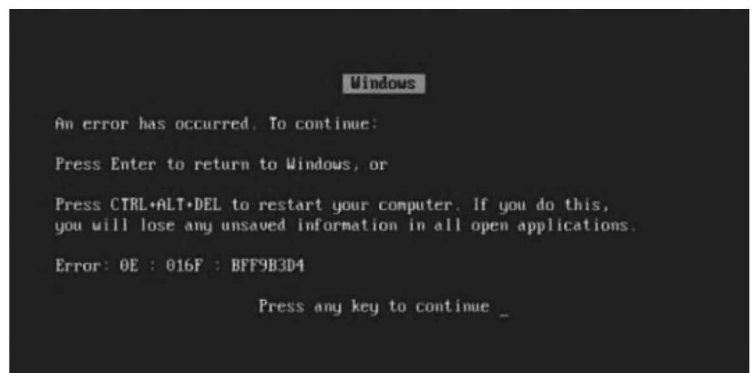 Windows
An error has occurred. To continue:
Press Enter to return to Windows, or
Press CTRL+ALT+DEL to restart your computer. If you do this,
you will lose any unsaved information in all open applications.
Error: 0E : 016F : BFF9B3D4
Press any key to continue _